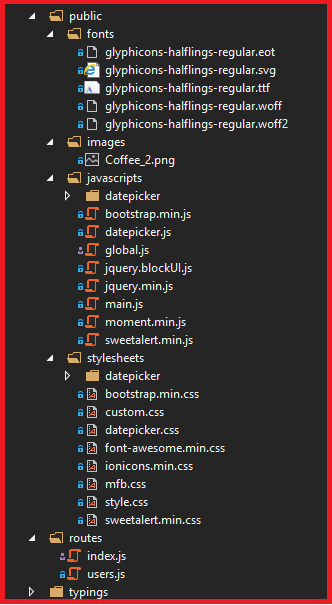 public
fonts
glyphicons-halflings-regular.eot
glyphicons-halflings-regular.svg
glyphicons-halflings-regular.ttf
glyphicons-halflings-regular.woff
glyphicons-halflings-regular.woff2
images
Coffee_2.png
javascripts
datepicker
bootstrap.min.js
datepicker.js
global.js
jquery.blockUI.js
jquery.min.js
main.js
moment.min.js
sweetalert.min.js
stylesheets
datepicker
bootstrap.min.css
custom.css
datepicker.css
font-awesome.min.css
ionicons.min.css
mfb.css
style.css
sweetalert.min.css
routes
index.js
users.js
typings